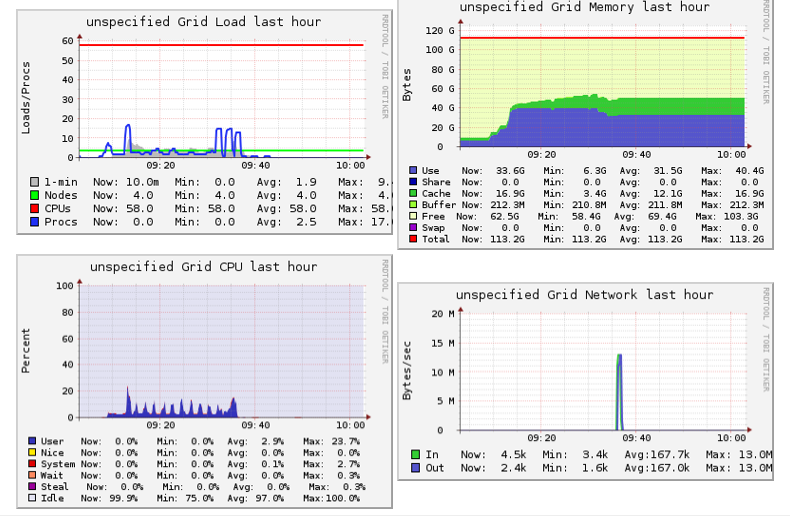 unspecified Grid Load last hour
RRDTOOL / TOBI OETIKER
Loads/Procs
60
50
40
30
20
10
0
09:20 09:40 10:00
1-min Now: 10.0m Min: 0.0 Avg: 1.9 Max: 9.
Nodes Now: 4.0 Min: 4.0 Avg: 4.0 Max: 4.
CPUs Now: 58.0 Min: 58.0 Avg: 58.0 Max: 58.
Procs Now: 0.0 Min: 0.0 Avg: 2.5 Max: 17.
unspecified Grid Memory last hour
RRDTOOL / TOBI OETIKER
Bytes
120 G
100 G
80 G
60 G
40 G
20 G
0
09:20 09:40 10:00
Use Now: 33.6G Min: 6.3G Avg: 31.5G Max: 40.4G
Share Now: 0.0 Min: 0.0 Avg: 0.0 Max: 0.0
Cache Now: 16.9G Min: 3.4G Avg: 12.1G Max: 16.9G
Buffer Now: 212.3M Min: 210.8M Avg: 211.8M Max: 212.3M
Free Now: 62.5G Min: 58.4G Avg: 69.4G Max: 103.3G
Swap Now: 0.0 Min: 0.0 Avg: 0.0 Max: 0.0
Total Now: 113.2G Min: 113.2G Avg: 113.2G Max: 113.2G
unspecified Grid CPU last hour
RRDTOOL / TOBI OETIKER
Percent
100
80
60
40
20
0
09:20 09:40 10:00
User Now: 0.0% Min: 0.0% Avg: 2.9% Max: 23.7%
Nice Now: 0.0% Min: 0.0% Avg: 0.0% Max: 0.0%
System Now: 0.0% Min: 0.0% Avg: 0.1% Max: 2.7%
Wait Now: 0.0% Min: 0.0% Avg: 0.0% Max: 0.3%
Steal Now: 0.0% Min: 0.0% Avg: 0.0% Max: 0.3%
Idle Now: 99.9% Min: 75.0% Avg: 97.0% Max:100.0%
unspecified Grid Network last hour
RRDTOOL / TOBI OETIKER
Bytes/sec
20 M
15 M
10 M
5 M
0
09:20 09:40 10:00
In Now: 4.5k Min: 3.4k Avg:167.7k Max: 13.0M
Out Now: 2.4k Min: 1.6k Avg:167.0k Max: 13.0M